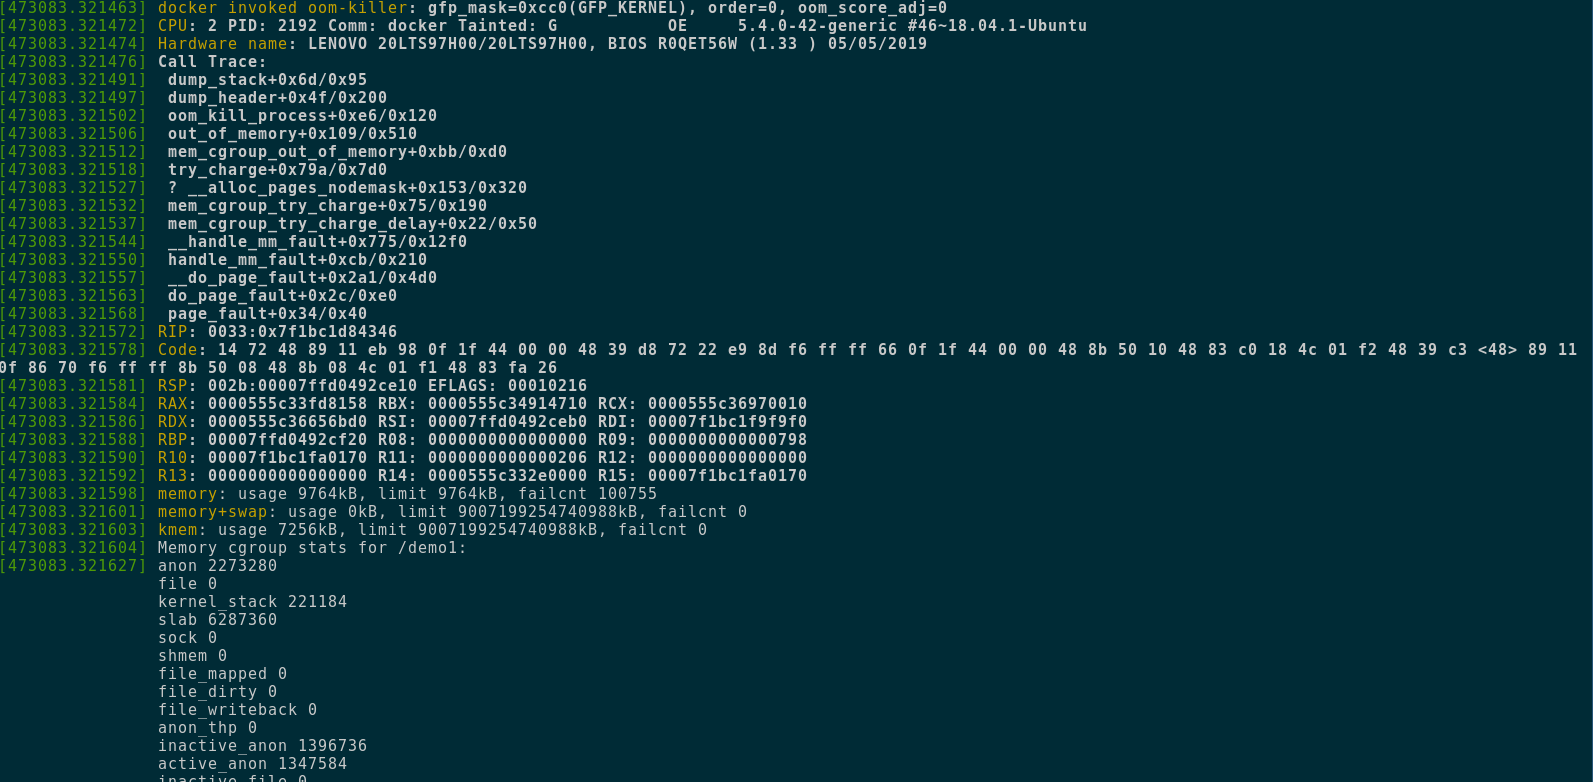 [473083.321463] docker invoked oom-killer: gfp_mask=0xcc0(GFP_KERNEL), order=0, oom_score_adj=0
[473083.321472] CPU: 2 PID: 2192 Comm: docker Tainted: G           OE     5.4.0-42-generic #46~18.04.1-Ubuntu
[473083.321474] Hardware name: LENOVO 20LTS97H00/20LTS97H00, BIOS R0QET56W (1.33 ) 05/05/2019
[473083.321476] Call Trace:
[473083.321491]  dump_stack+0x6d/0x95
[473083.321497]  dump_header+0x4f/0x200
[473083.321502]  oom_kill_process+0xe6/0x120
[473083.321506]  out_of_memory+0x109/0x510
[473083.321512]  mem_cgroup_out_of_memory+0xbb/0xd0
[473083.321518]  try_charge+0x79a/0x7d0
[473083.321527]  ? __alloc_pages_nodemask+0x153/0x320
[473083.321532]  mem_cgroup_try_charge+0x75/0x190
[473083.321537]  mem_cgroup_try_charge_delay+0x22/0x50
[473083.321544]  __handle_mm_fault+0x775/0x12f0
[473083.321550]  handle_mm_fault+0xcb/0x210
[473083.321557]  __do_page_fault+0x2a1/0x4d0
[473083.321563]  do_page_fault+0x2c/0xe0
[473083.321568]  page_fault+0x34/0x40
[473083.321572] RIP: 0033:0x7f1bc1d84346
[473083.321578] Code: 14 72 48 89 11 eb 98 0f 1f 44 00 00 48 39 d8 72 22 e9 8d f6 ff ff 66 0f 1f 44 00 00 48 8b 50 10 48 83 c0 18 4c 01 f2 48 39 c3 <48> 89 11
0f 86 70 f6 ff ff 8b 50 08 48 8b 08 4c 01 f1 48 83 fa 26
[473083.321581] RSP: 002b:00007ffd0492ce10 EFLAGS: 00010216
[473083.321584] RAX: 0000555c33fd8158 RBX: 0000555c34914710 RCX: 0000555c36970010
[473083.321586] RDX: 0000555c36656bd0 RSI: 00007ffd0492ceb0 RDI: 00007f1bc1f9f9f0
[473083.321588] RBP: 00007ffd0492cf20 R08: 0000000000000000 R09: 0000000000000798
[473083.321590] R10: 00007f1bc1fa0170 R11: 0000000000000206 R12: 0000000000000000
[473083.321592] R13: 0000000000000000 R14: 0000555c332e0000 R15: 00007f1bc1fa0170
[473083.321598] memory: usage 9764kB, limit 9764kB, failcnt 100755
[473083.321601] memory+swap: usage 0kB, limit 9007199254740988kB, failcnt 0
[473083.321603] kmem: usage 7256kB, limit 9007199254740988kB, failcnt 0
[473083.321604] Memory cgroup stats for /demo1:
[473083.321627] anon 2273280
file 0
kernel_stack 221184
slab 6287360
sock 0
shmem 0
file_mapped 0
file_dirty 0
file_writeback 0
anon_thp 0
inactive_anon 1396736
active_anon 1347584
inactive_file 0